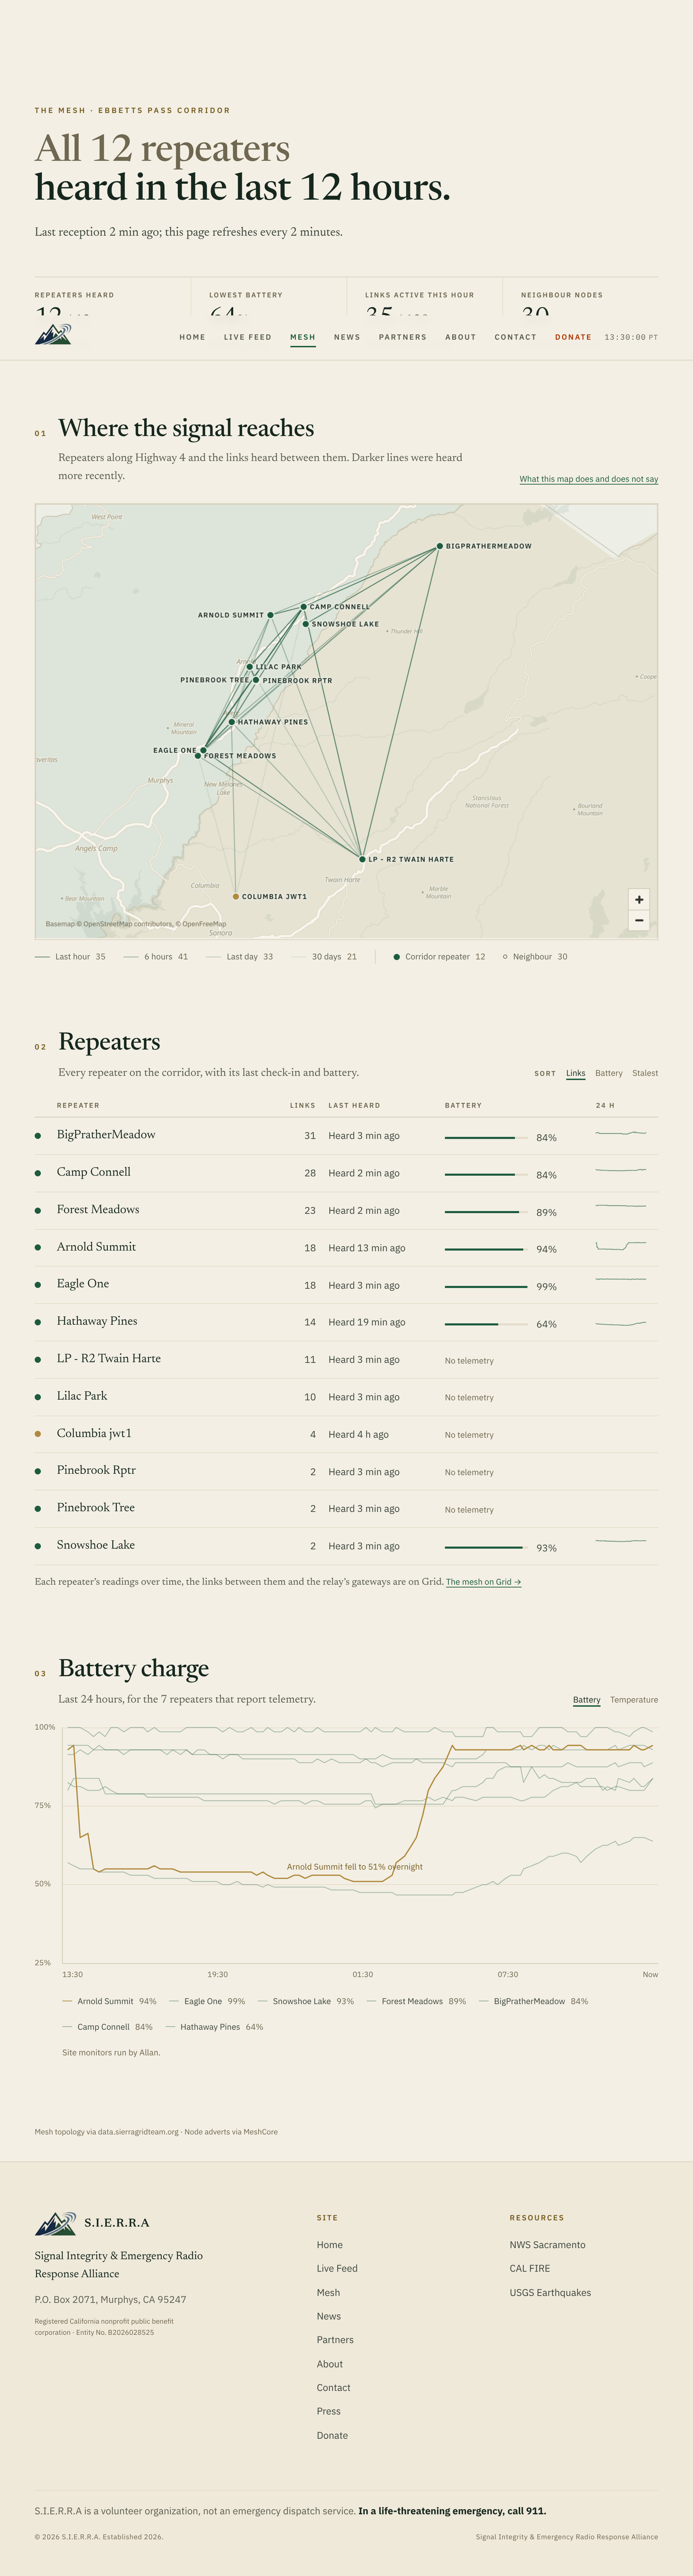 THE MESH · EBBETTS PASS CORRIDOR
All 12 repeaters
heard in the last 12 hours.
Last reception 2 min ago; this page refreshes every 2 minutes.
REPEATERS HEARD
LOWEST BATTERY
LINKS ACTIVE THIS HOUR
NEIGHBOUR NODES
12
64%
35
30
HOME
LIVE FEED
MESH
NEWS
PARTNERS
ABOUT
CONTACT
DONATE
13:30:00 PT
01
Where the signal reaches
Repeaters along Highway 4 and the links heard between them. Darker lines were heard
more recently.
What this map does and does not say
West Point
BIGPRATHERMEADOW
CAMP CONNELL
ARNOLD SUMMIT
SNOWSHOE LAKE
Thunder Hill
LILAC PARK
PINEBROOK TREE
PINEBROOK RPTR
Coope
HATHAWAY PINES
Mineral
Mountain
EAGLE ONE
FOREST MEADOWS
averitas
Murphys
New Melones
Lake
Stanislaus
National Forest
Bourland
Mountain
Angels Camp
LP - R2 TWAIN HARTE
Twain Harte
Columbia
Marble
Mountain
Bear Mountain
COLUMBIA JWT1
Basemap © OpenStreetMap contributors, © OpenFreeMap
Sonora
+
−
Last hour 35
6 hours 41
Last day 33
30 days 21
Corridor repeater 12
Neighbour 30
02
Repeaters
Every repeater on the corridor, with its last check-in and battery.
SORT Links Battery Stalest
REPEATER LINKS LAST HEARD BATTERY 24 H
BigPratherMeadow 31 Heard 3 min ago 84%
Camp Connell 28 Heard 2 min ago 84%
Forest Meadows 23 Heard 2 min ago 89%
Arnold Summit 18 Heard 13 min ago 94%
Eagle One 18 Heard 3 min ago 99%
Hathaway Pines 14 Heard 19 min ago 64%
LP - R2 Twain Harte 11 Heard 3 min ago No telemetry
Lilac Park 10 Heard 3 min ago No telemetry
Columbia jwt1 4 Heard 4 h ago No telemetry
Pinebrook Rptr 2 Heard 3 min ago No telemetry
Pinebrook Tree 2 Heard 3 min ago No telemetry
Snowshoe Lake 2 Heard 3 min ago 93%
Each repeater's readings over time, the links between them and the relay's gateways are on Grid. The mesh on Grid →
03
Battery charge
Last 24 hours, for the 7 repeaters that report telemetry.
Battery Temperature
100%
75%
Arnold Summit fell to 51% overnight
50%
25%
13:30 19:30 01:30 07:30 Now
Arnold Summit 94% Eagle One 99% Snowshoe Lake 93% Forest Meadows 89% BigPratherMeadow 84%
Camp Connell 84% Hathaway Pines 64%
Site monitors run by Allan.
Mesh topology via data.sierragridteam.org · Node adverts via MeshCore
S.I.E.R.R.A
Signal Integrity & Emergency Radio
Response Alliance
P.O. Box 2071, Murphys, CA 95247
Registered California nonprofit public benefit
corporation · Entity No. B2026028525
SITE
Home
Live Feed
Mesh
News
Partners
About
Contact
Press
Donate
RESOURCES
NWS Sacramento
CAL FIRE
USGS Earthquakes
S.I.E.R.R.A is a volunteer organization, not an emergency dispatch service. In a life-threatening emergency, call 911.
© 2026 S.I.E.R.R.A. Established 2026.
Signal Integrity & Emergency Radio Response Alliance